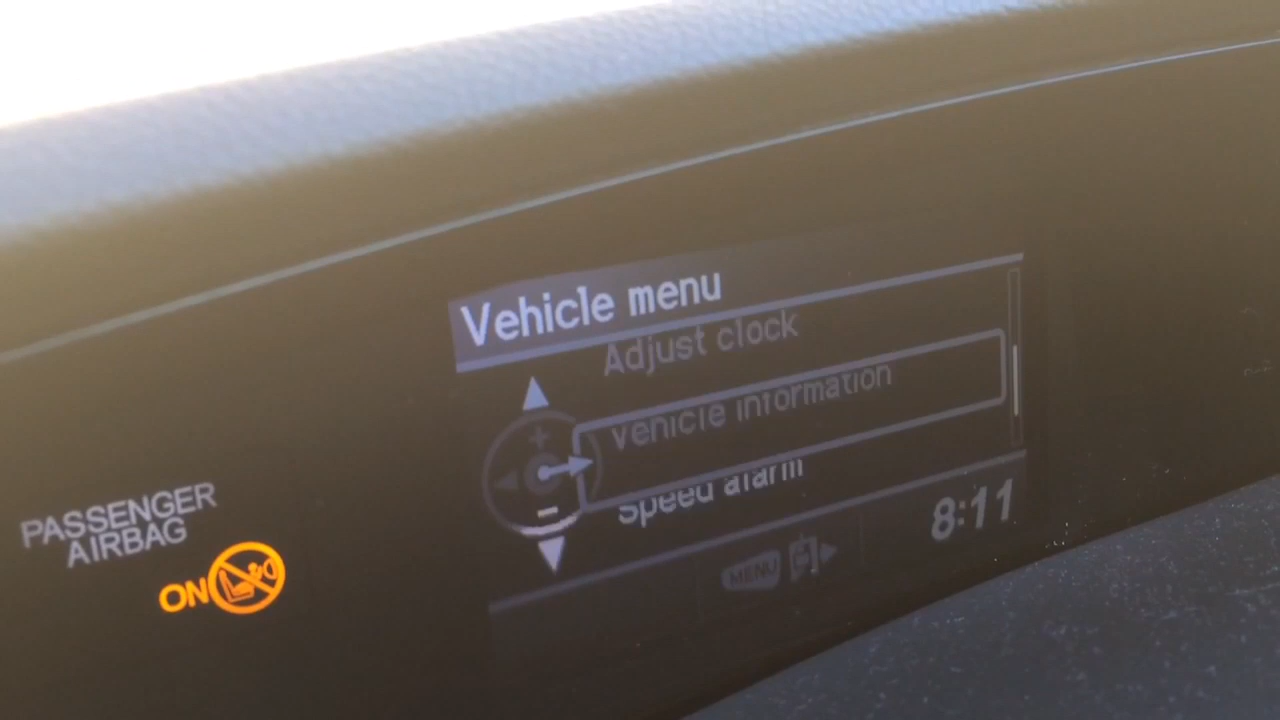 Vehicle menu
Adjust clock
Vehicle information
Speed alarm
8:11
MENU
PASSENGER
AIRBAG
ON